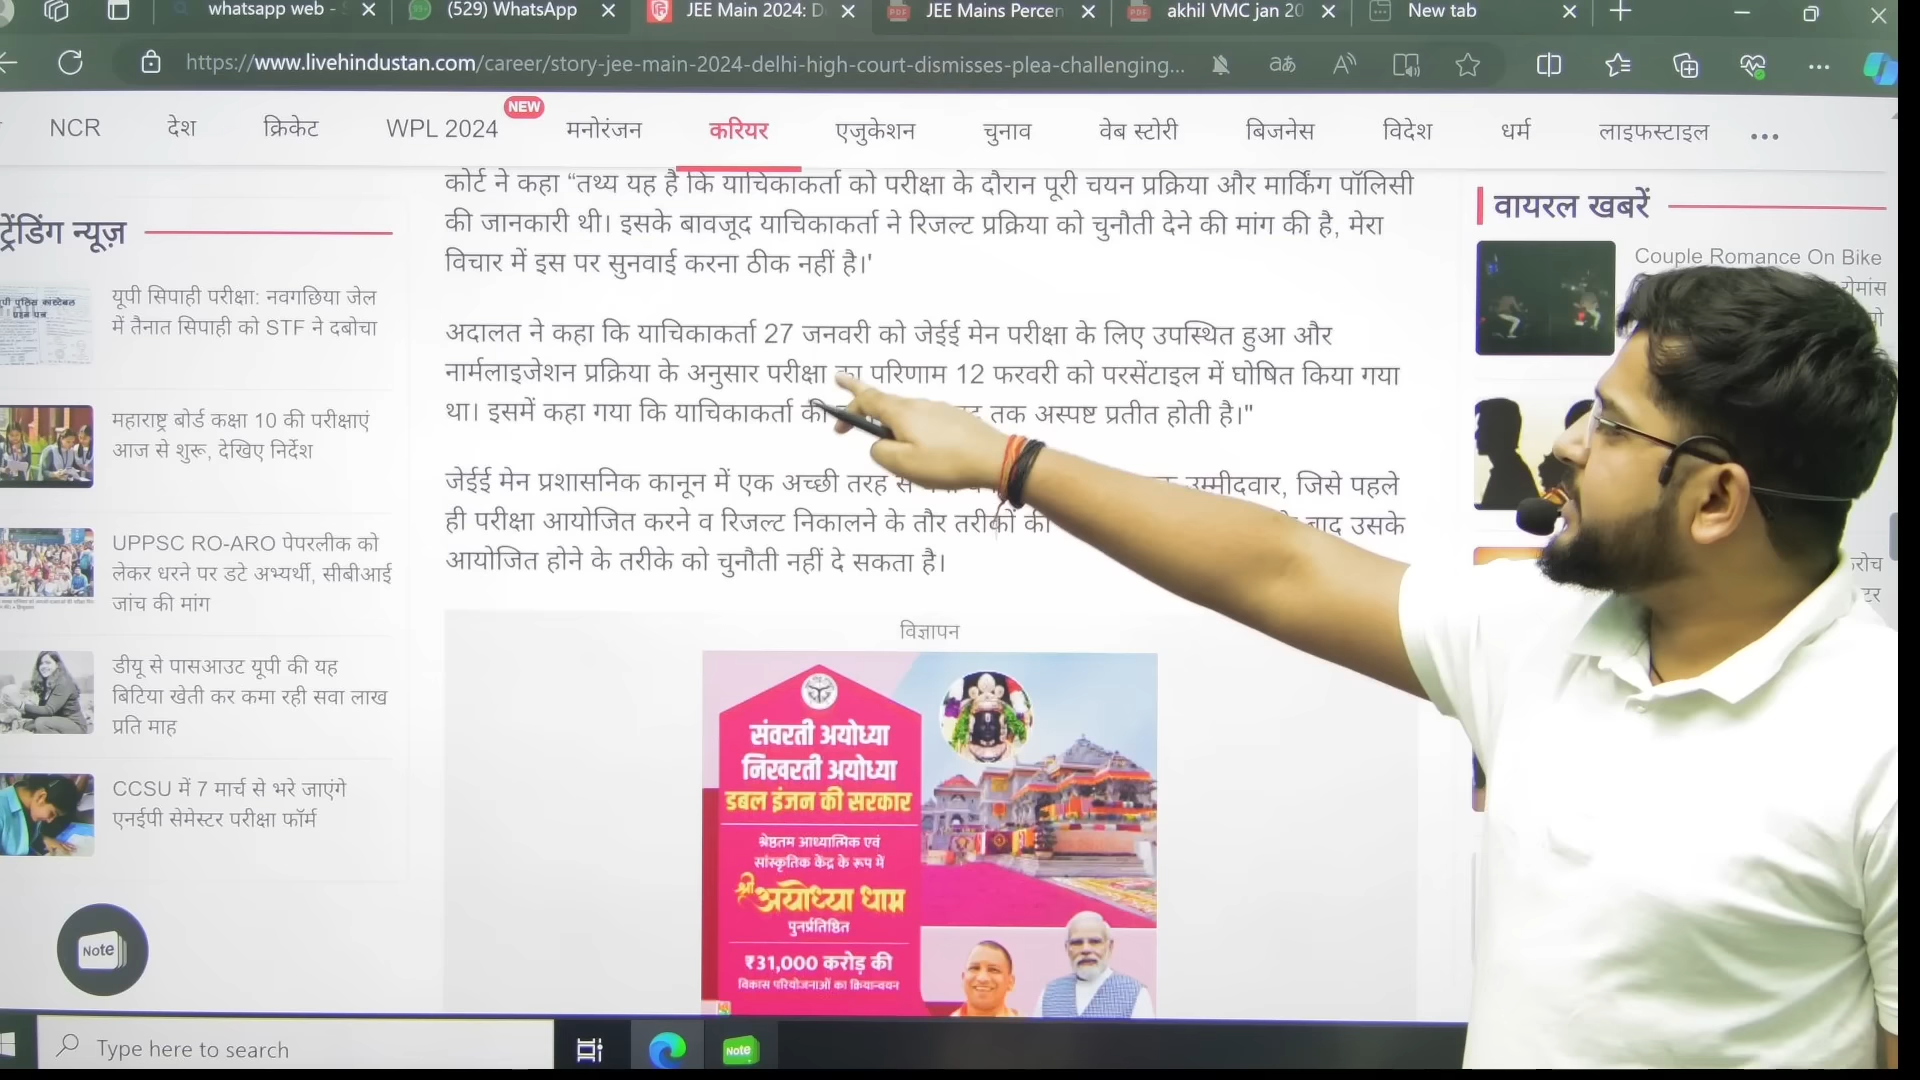 whatsapp web -
(529) WhatsApp
JEE Main 2024: D
JEE Mains Percen
akhil VMC jan 20
New tab
https://www.livehindustan.com/career/story-jee-main-2024-delhi-high-court-dismisses-plea-challenging...
NCR
देश
क्रिकेट
WPL 2024
NEW
मनोरंजन
करियर
एजुकेशन
चुनाव
वेब स्टोरी
बिजनेस
विदेश
धर्म
लाइफस्टाइल
ट्रेंडिंग न्यूज़
यूपी सिपाही परीक्षा: नवगछिया जेल
में तैनात सिपाही को STF ने दबोचा
महाराष्ट्र बोर्ड कक्षा 10 की परीक्षाएं
आज से शुरू, देखिए निर्देश
UPPSC RO-ARO पेपरलीक को
लेकर धरने पर डटे अभ्यर्थी, सीबीआई
जांच की मांग
डीयू से पासआउट यूपी की यह
बिटिया खेती कर कमा रही सवा लाख
प्रति माह
CCSU में 7 मार्च से भरे जाएंगे
एनईपी सेमेस्टर परीक्षा फॉर्म
Note
कोर्ट ने कहा “तथ्य यह है कि याचिकाकर्ता को परीक्षा के दौरान पूरी चयन प्रक्रिया और मार्किंग पॉलिसी
की जानकारी थी। इसके बावजूद याचिकाकर्ता ने रिजल्ट प्रक्रिया को चुनौती देने की मांग की है, मेरा
विचार में इस पर सुनवाई करना ठीक नहीं है।'
अदालत ने कहा कि याचिकाकर्ता 27 जनवरी को जेईई मेन परीक्षा के लिए उपस्थित हुआ और
नार्मलाइजेशन प्रक्रिया के अनुसार परीक्षा का परिणाम 12 फरवरी को परसेंटाइल में घोषित किया गया
था। इसमें कहा गया कि याचिकाकर्ता की तक अस्पष्ट प्रतीत होती है।"
जेईई मेन प्रशासनिक कानून में एक अच्छी तरह से उम्मीदवार, जिसे पहले
ही परीक्षा आयोजित करने व रिजल्ट निकालने के तौर तरीकों की बाद उसके
आयोजित होने के तरीके को चुनौती नहीं दे सकता है।
विज्ञापन
संवरती अयोध्या
निखरती अयोध्या
डबल इंजन की सरकार
श्रेष्ठतम आध्यात्मिक एवं
सांस्कृतिक केंद्र के रूप में
श्री अयोध्या धाम
पुनर्प्रतिष्ठित
₹31,000 करोड़ की
विकास परियोजनाओं का क्रियान्वयन
वायरल खबरें
Couple Romance On Bike
Type here to search
Note